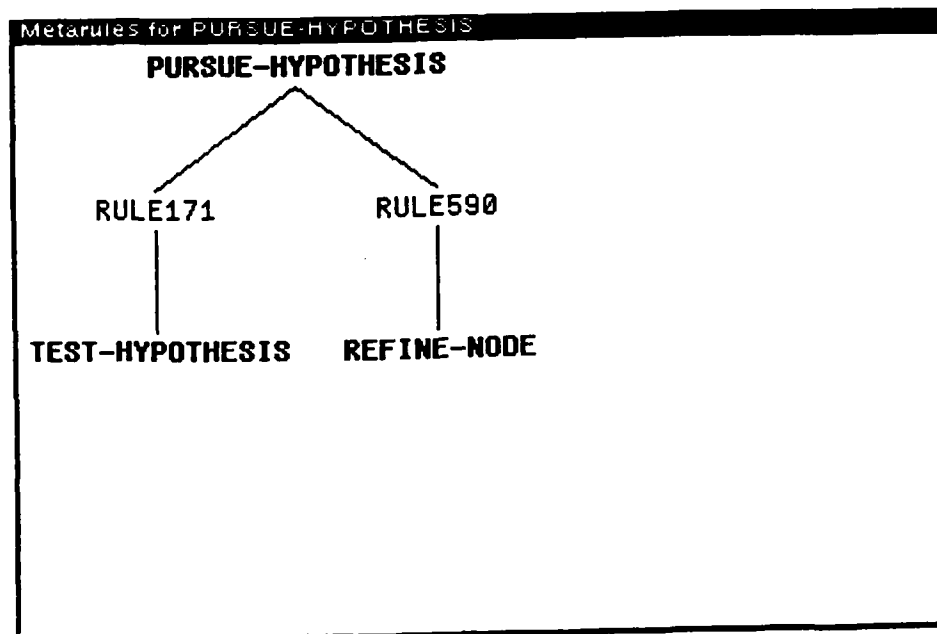 Metarules for PURSUE-HYPOTHESIS
PURSUE-HYPOTHESIS
RULE171 RULE590
TEST-HYPOTHESIS REFINE-NODE